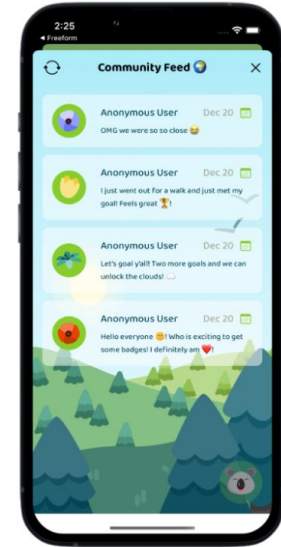 2:25
◀ Freeform
Community Feed 🌍
Anonymous User Dec 20
OMG we were so so close 😂
Anonymous User Dec 20
I just went out for a walk and just met my
goal! Feels great 🏆!
Anonymous User Dec 20
Let's goal y'all! Two more goals and we can
unlock the clouds! ☁️
Anonymous User Dec 20
Hello everyone 🤗! Who is exciting to get
some badges! I definitely am ❤️!